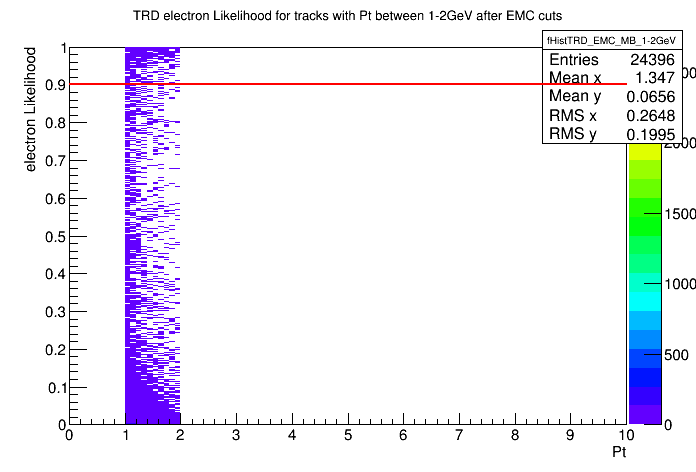 TRD electron Likelihood for tracks with Pt between 1-2GeV after EMC cuts
fHistTRD_EMC_MB_1-2GeV
Entries 24396
Mean x 1.347
Mean y 0.0656
RMS x 0.2648
RMS y 0.1995
electron Likelihood
1
0.9
0.8
0.7
0.6
0.5
0.4
0.3
0.2
0.1
0
0 1 2 3 4 5 6 7 8 9 10
Pt
1500
1000
500
0